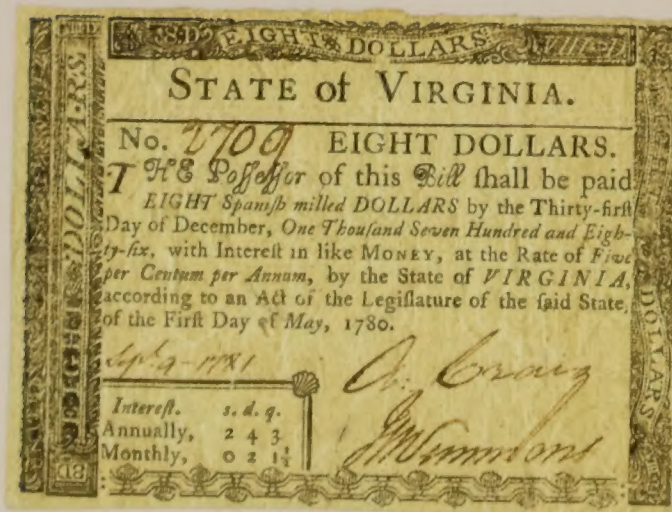 EIGHT DOLLARS
STATE of VIRGINIA.
No. 2709 EIGHT DOLLARS.
THE Poſſeſſor of this Bill ſhall be paid
EIGHT Spaniſh milled DOLLARS by the Thirty-firſt
Day of December, One Thouſand Seven Hundred and Eigh-
ty-ſix, with Intereſt in like MONEY, at the Rate of Five
per Centum per Annum, by the State of VIRGINIA,
according to an Act of the Legiſlature of the ſaid State,
of the Firſt Day of May, 1780.
Sept. 9 - 1781
A. Craig
Intereſt. s. d. q.
Annually, 2 4 3
Monthly, 0 2 1½
DOLLARS
EIGHT
DOLLARS